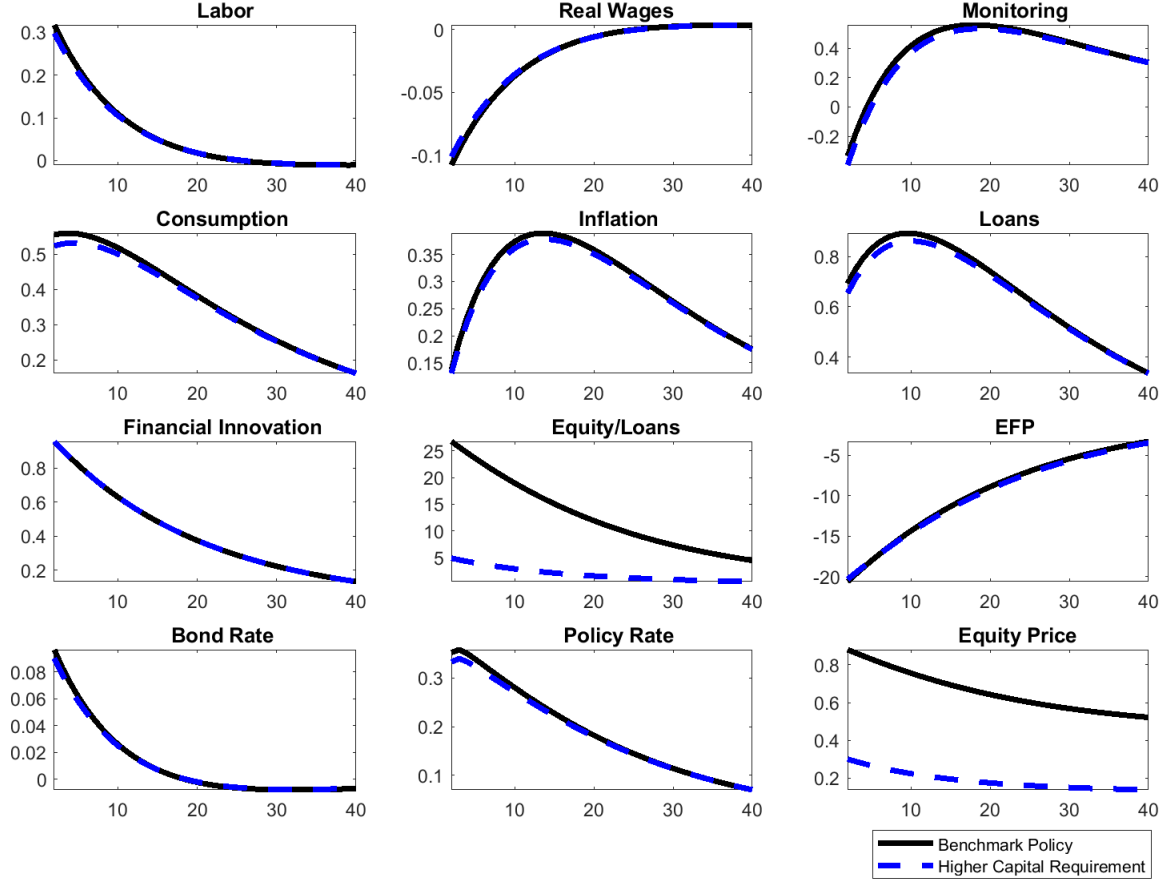 Labor
0.3
0.2
0.1
0
10 20 30 40
Real Wages
0
-0.05
-0.1
10 20 30 40
Monitoring
0.4
0.2
0
-0.2
10 20 30 40
Consumption
0.5
0.4
0.3
0.2
10 20 30 40
Inflation
0.35
0.3
0.25
0.2
0.15
10 20 30 40
Loans
0.8
0.6
0.4
10 20 30 40
Financial Innovation
0.8
0.6
0.4
0.2
10 20 30 40
Equity/Loans
25
20
15
10
5
10 20 30 40
EFP
-5
-10
-15
-20
10 20 30 40
Bond Rate
0.08
0.06
0.04
0.02
0
10 20 30 40
Policy Rate
0.3
0.2
0.1
10 20 30 40
Equity Price
0.8
0.6
0.4
0.2
10 20 30 40
Benchmark Policy
Higher Capital Requirement